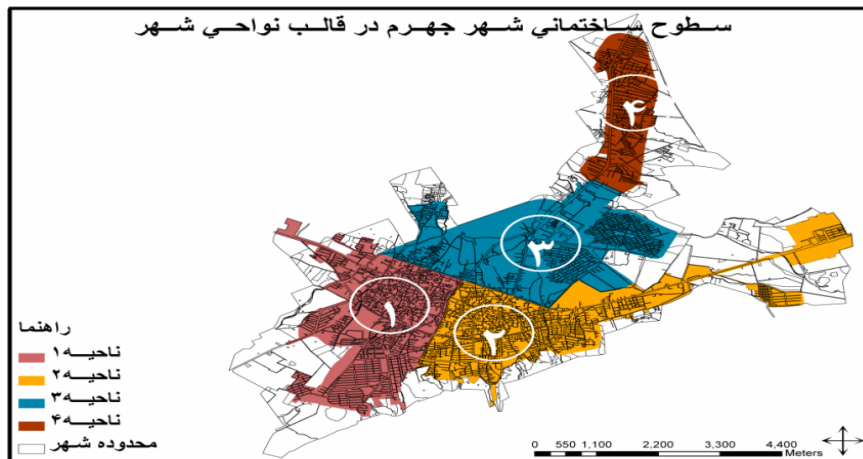 سطوح ساختماني شهر جهرم در قالب نواحي شهر
۴
۳
۱
۲
راهنما
ناحیه۱
ناحیه۲
ناحیه۳
ناحیه۴
محدوده شهر
0 550 1,100 2,200 3,300 4,400
Meters